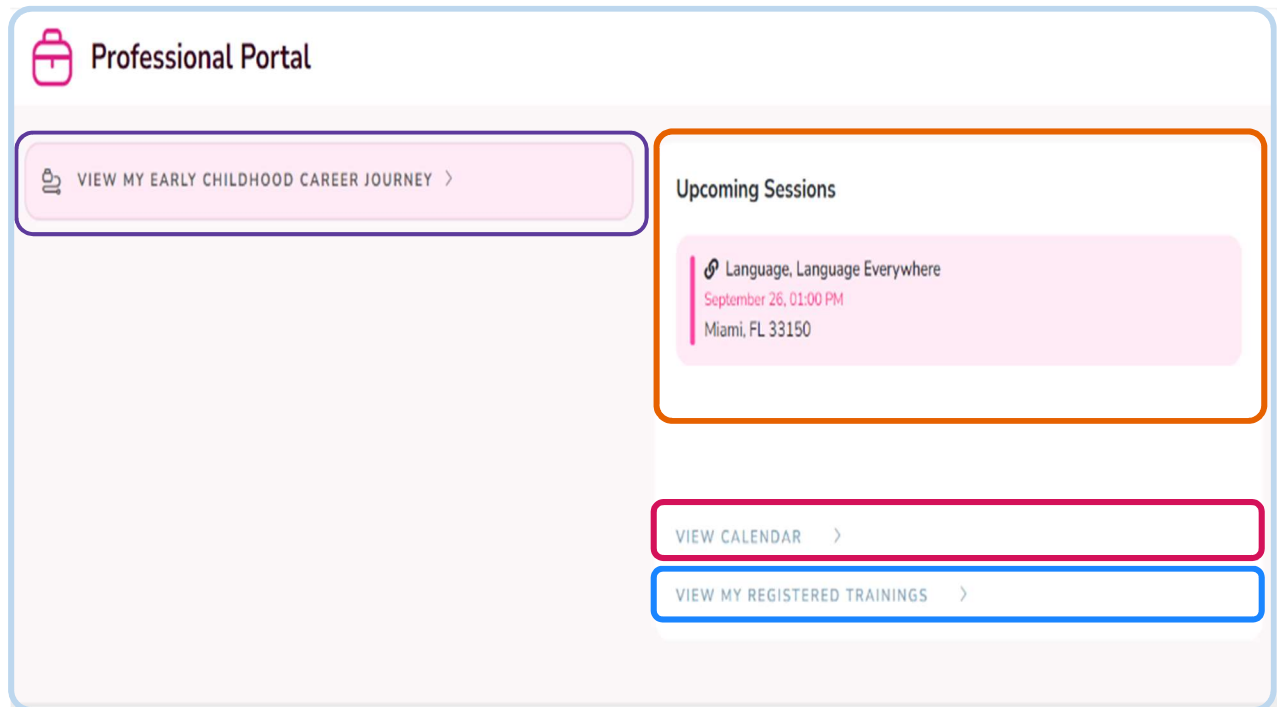 Professional Portal
VIEW MY EARLY CHILDHOOD CAREER JOURNEY >
Upcoming Sessions
Language, Language Everywhere
September 26, 01:00 PM
Miami, FL 33150
VIEW CALENDAR >
VIEW MY REGISTERED TRAININGS >